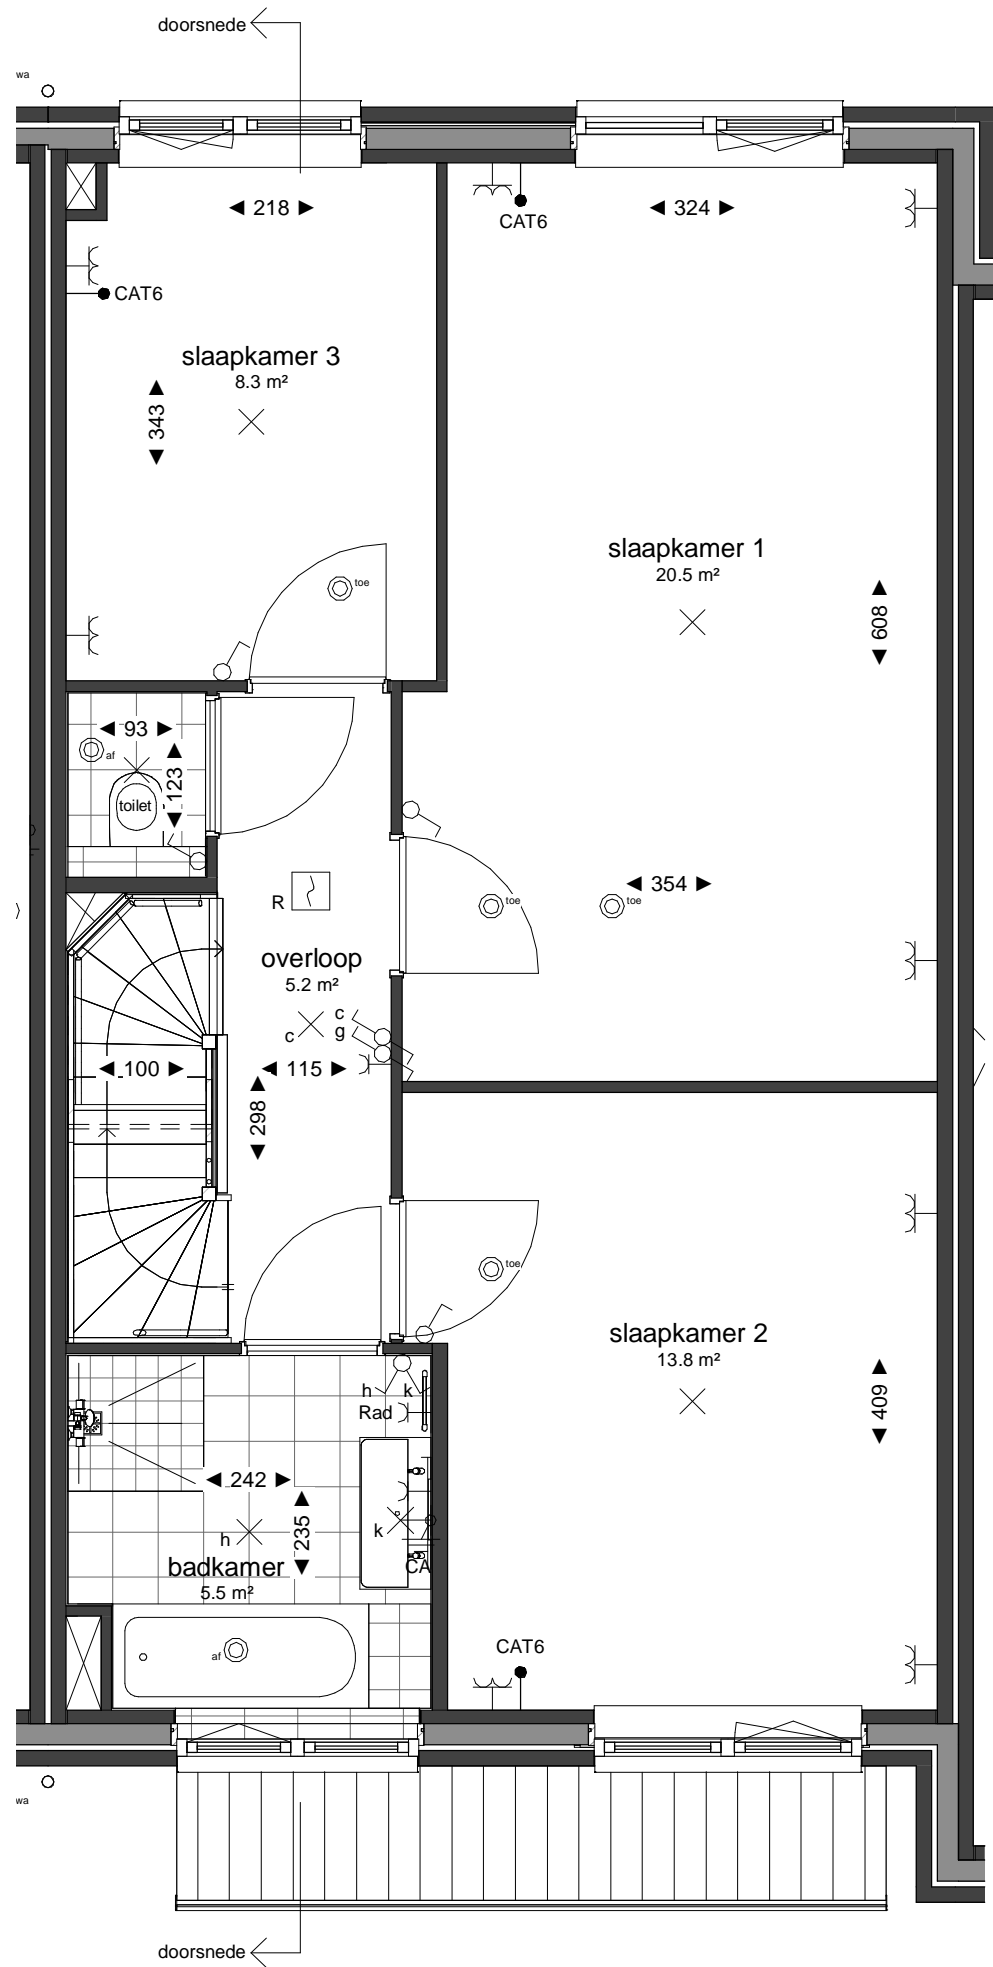 doorsnede
wa
218
324
CAT6
CAT6
slaapkamer 3
8.3 m²
343
slaapkamer 1
20.5 m²
toe
608
93
af
123
toilet
354
R
toe
toe
overloop
5.2 m²
c
g
c
100
115
298
toe
slaapkamer 2
13.8 m²
h
k
Rad
409
242
235
h
k
badkamer
5.5 m²
CA
af
CAT6
wa
doorsnede